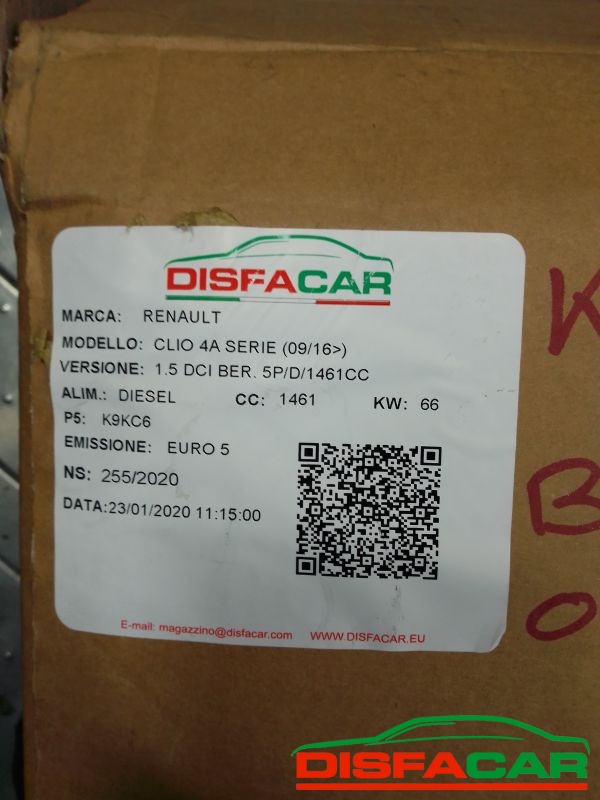 DISFACAR
MARCA: RENAULT
MODELLO: CLIO 4A SERIE (09/16>)
VERSIONE: 1.5 DCI BER. 5P/D/1461CC
ALIM.: DIESEL CC: 1461 KW: 66
P5: K9KC6
EMISSIONE: EURO 5
NS: 255/2020
DATA:23/01/2020 11:15:00
E-mail: magazzino@disfacar.com WWW.DISFACAR.EU
K
B
0
DISFACAR